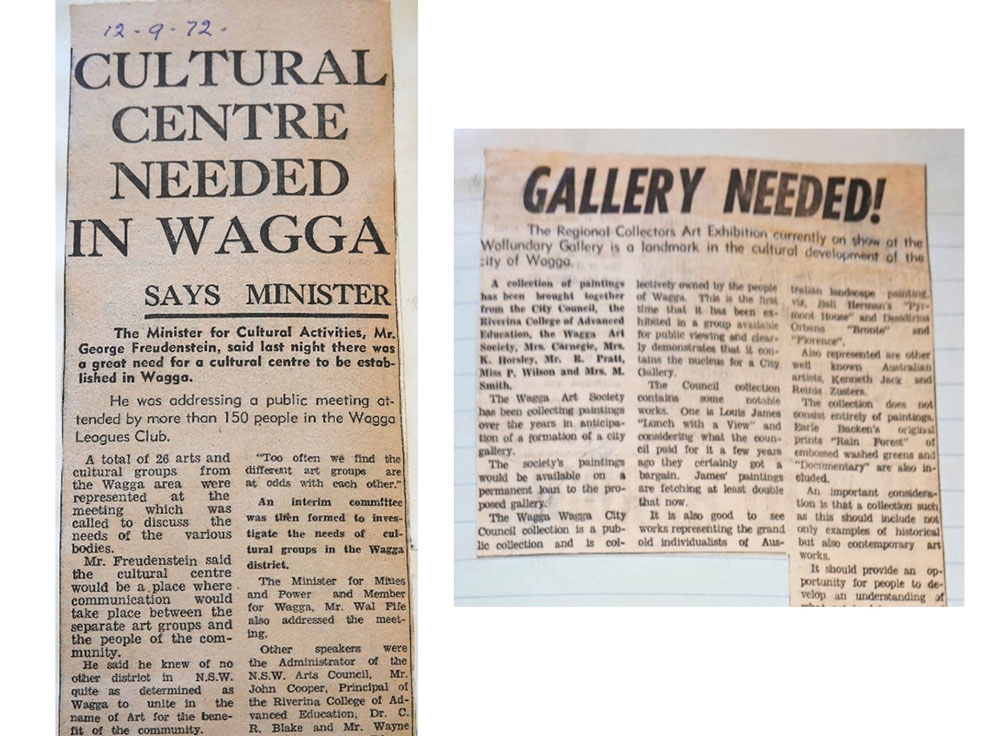 12-9-72-
CULTURAL
CENTRE
NEEDED
IN WAGGA
SAYS MINISTER
The Minister for Cultural Activities, Mr.
George Freudenstein, said last night there was
a great need for a cultural centre to be estab-
lished in Wagga.
He was addressing a public meeting at-
tended by more than 150 people in the Wagga
Leagues Club.
A total of 26 arts and
cultural groups from
the Wagga area were
represented at the
meeting which was
called to discuss the
needs of the various
bodies.
Mr. Freudenstein said
the cultural centre
would be a place where
communication would
take place between the
separate art groups and
the people of the com-
munity.
He said he knew of no
other district in N.S.W.
quite as determined as
Wagga to unite in the
name of Art for the bene-
fit of the community.
"Too often we find the
different art groups are
at odds with each other."
An interim committee
was then formed to inves-
tigate the needs of cul-
tural groups in the Wagga
district.
The Minister for Mines
and Power and Member
for Wagga, Mr. Wal Fife
also addressed the meet-
ing.
Other speakers were
the Administrator of the
N.S.W. Arts Council, Mr.
John Cooper, Principal of
the Riverina College of Ad-
vanced Education, Dr. C.
R. Blake and Mr. Wayne
GALLERY NEEDED!
The Regional Collectors Art Exhibition currently on show at the
Wollundary Gallery is a landmark in the cultural development of the
city of Wagga.
A collection of paintings
has been brought together
from the City Council, the
Riverina College of Advanced
Education, the Wagga Art
Society, Mrs. Carnegie, Mrs.
K. Horsley, Mr. R. Pratt,
Miss P. Wilson and Mrs. M.
Smith.
The Wagga Art Society
has been collecting paintings
over the years in anticipa-
tion of a formation of a city
gallery.
The society's paintings
would be available on a
permanent loan to the pro-
posed gallery.
The Wagga Wagga City
Council collection is a pub-
lic collection and is col-
lectively owned by the people
of Wagga. This is the first
time that it has been ex-
hibited in a group available
for public viewing and clear-
ly demonstrates that it con-
tains the nucleus for a City
Gallery.
The Council collection
contains some notable
works. One is Louis James
"Lunch with a View" and
considering what the coun-
cil paid for it a few years
ago they certainly got a
bargain. James' paintings
are fetching at least double
that now.
It is also good to see
works representing the grand
old individualists of Aus-
tralian landscape painting,
viz, Bali Herman's "Pyr-
mont House" and Desidirius
Orbans "Bronte" and
"Florence".
Also represented are other
well known Australian
artists, Kenneth Jack and
Reinis Zusters.
The collection does not
consist entirely of paintings.
Earle Backen's original
prints "Rain Forest" of
embossed washed greens and
"Documentary" are also in-
cluded.
An important considera-
tion is that a collection such
as this should include not
only examples of historical
but also contemporary art
works.
It should provide an op-
portunity for people to de-
velop an understanding of